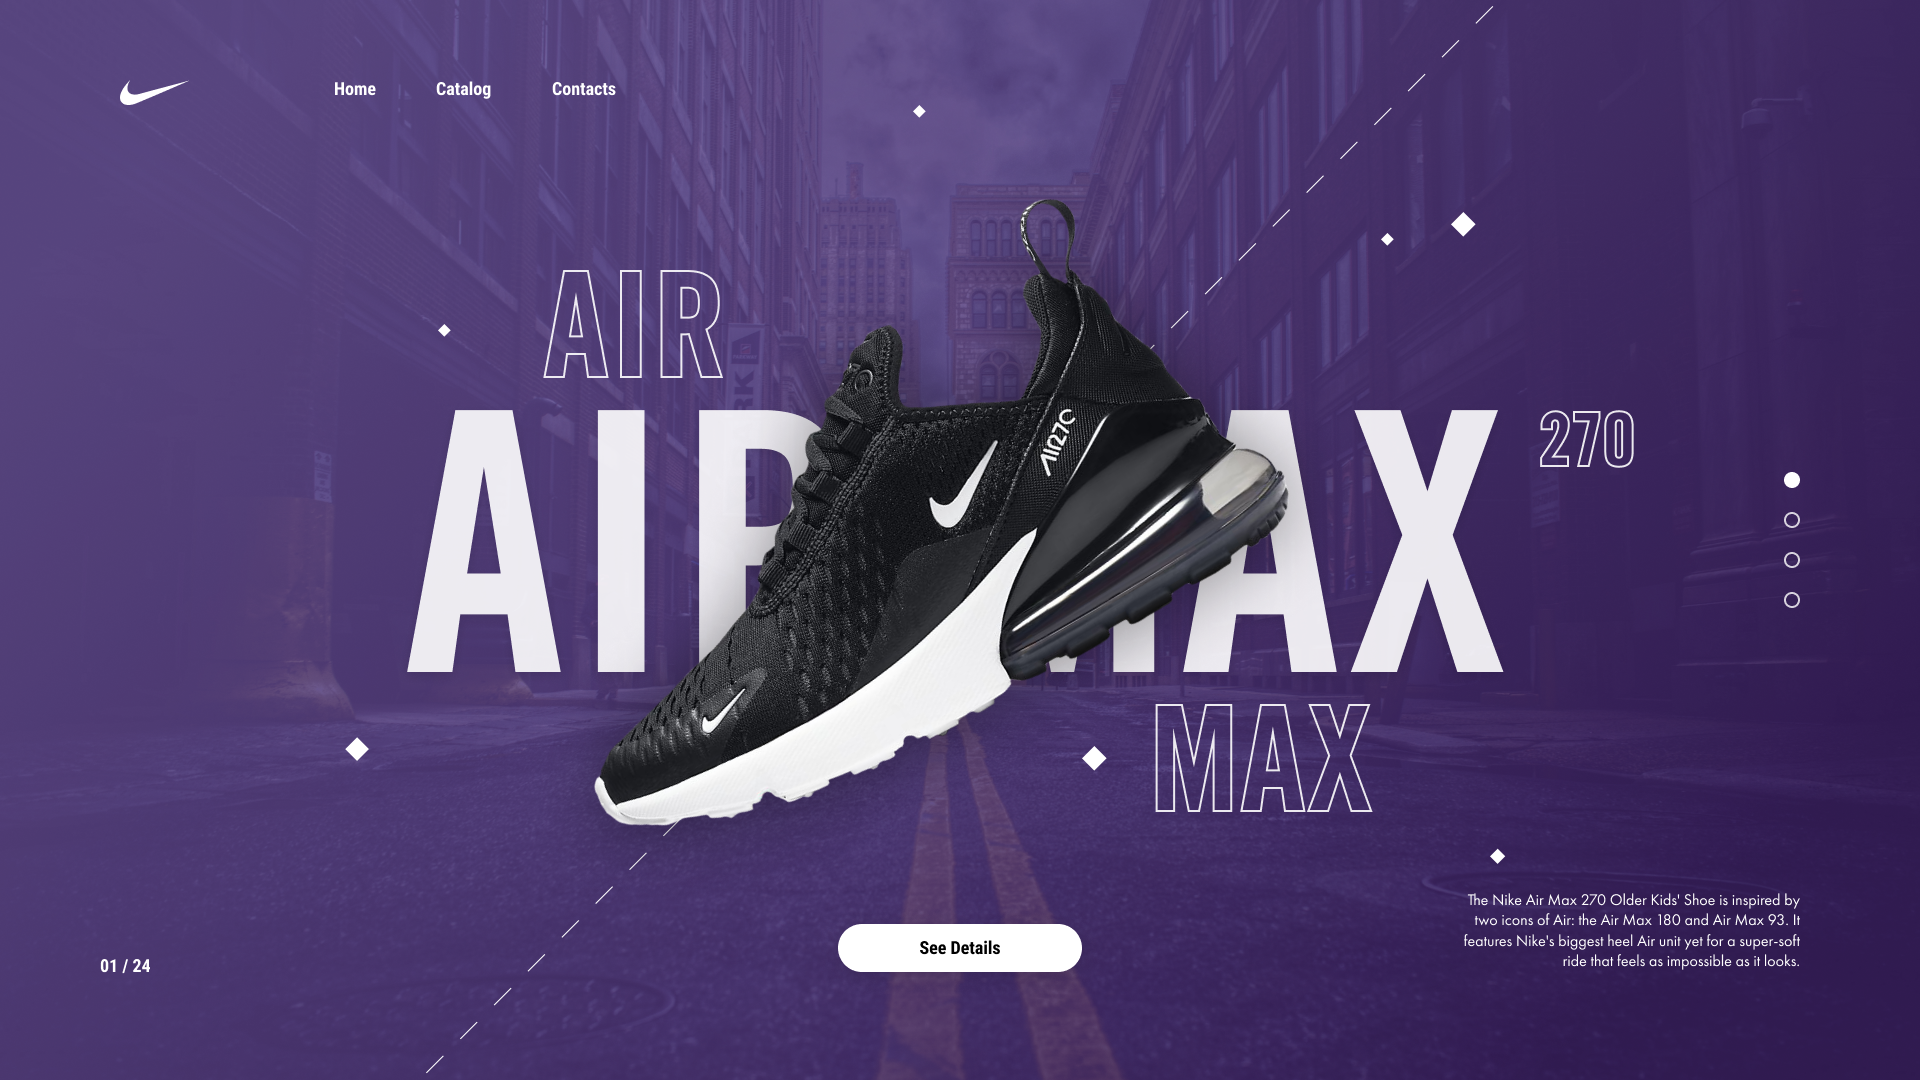 Home Catalog Contacts
AIR
AIR MAX
270
AIR27C
MAX
The Nike Air Max 270 Older Kids' Shoe is inspired by
two icons of Air: the Air Max 180 and Air Max 93. It
features Nike's biggest heel Air unit yet for a super-soft
ride that feels as impossible as it looks.
See Details
01 / 24